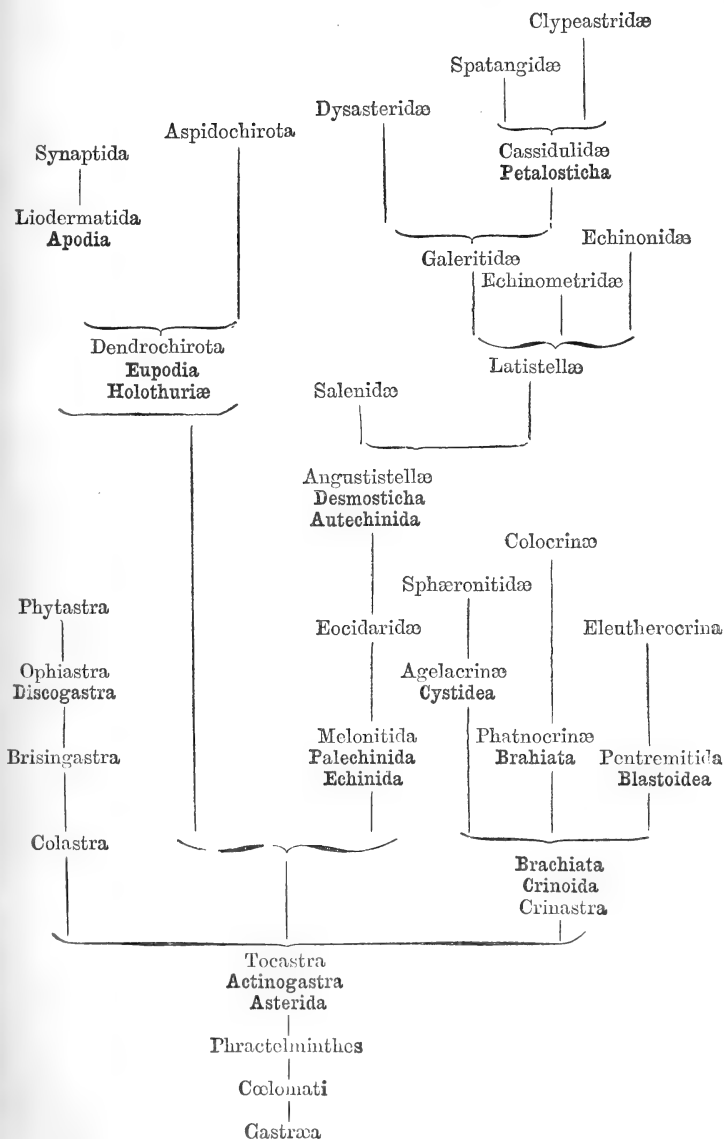 Clypeastridæ
Spatangidæ
Dysasteridæ
Aspidochirota
Synaptida
Cassidulidæ
Petalosticha
Liodermatida
Apodia
Echinonidæ
Galeritidæ
Echinometridæ
Dendrochirota
Eupodia
Holothuriæ
Latistellæ
Salenidæ
Angustistellæ
Desmosticha
Autechinida
Colocrinæ
Sphæronitidæ
Phytastra
Eocidaridæ
Eleutherocrina
Ophiastra
Discogastra
Agelacrinæ
Cystidea
Brisingastra
Melonitida
Palechinida
Echinida
Phatnocrinæ
Brahiata
Pentremitida
Blastoidea
Colastra
Brachiata
Crinoida
Crinastra
Tocastra
Actinogastra
Asterida
Phractelminthes
Cœlomati
Gastræa